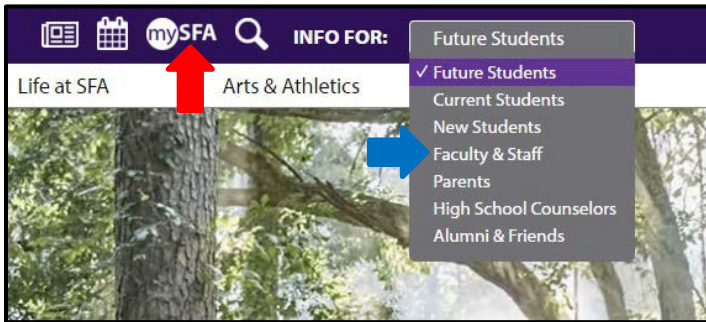 mySFA INFO FOR: Future Students
Life at SFA Arts & Athletics
✓ Future Students
Current Students
New Students
Faculty & Staff
Parents
High School Counselors
Alumni & Friends